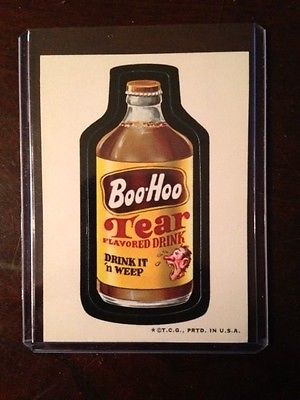 BOO-HOO
Tear
FLAVORED DRINK
DRINK IT
'n WEEP
*©T.C.G., PRTD. IN U.S.A.